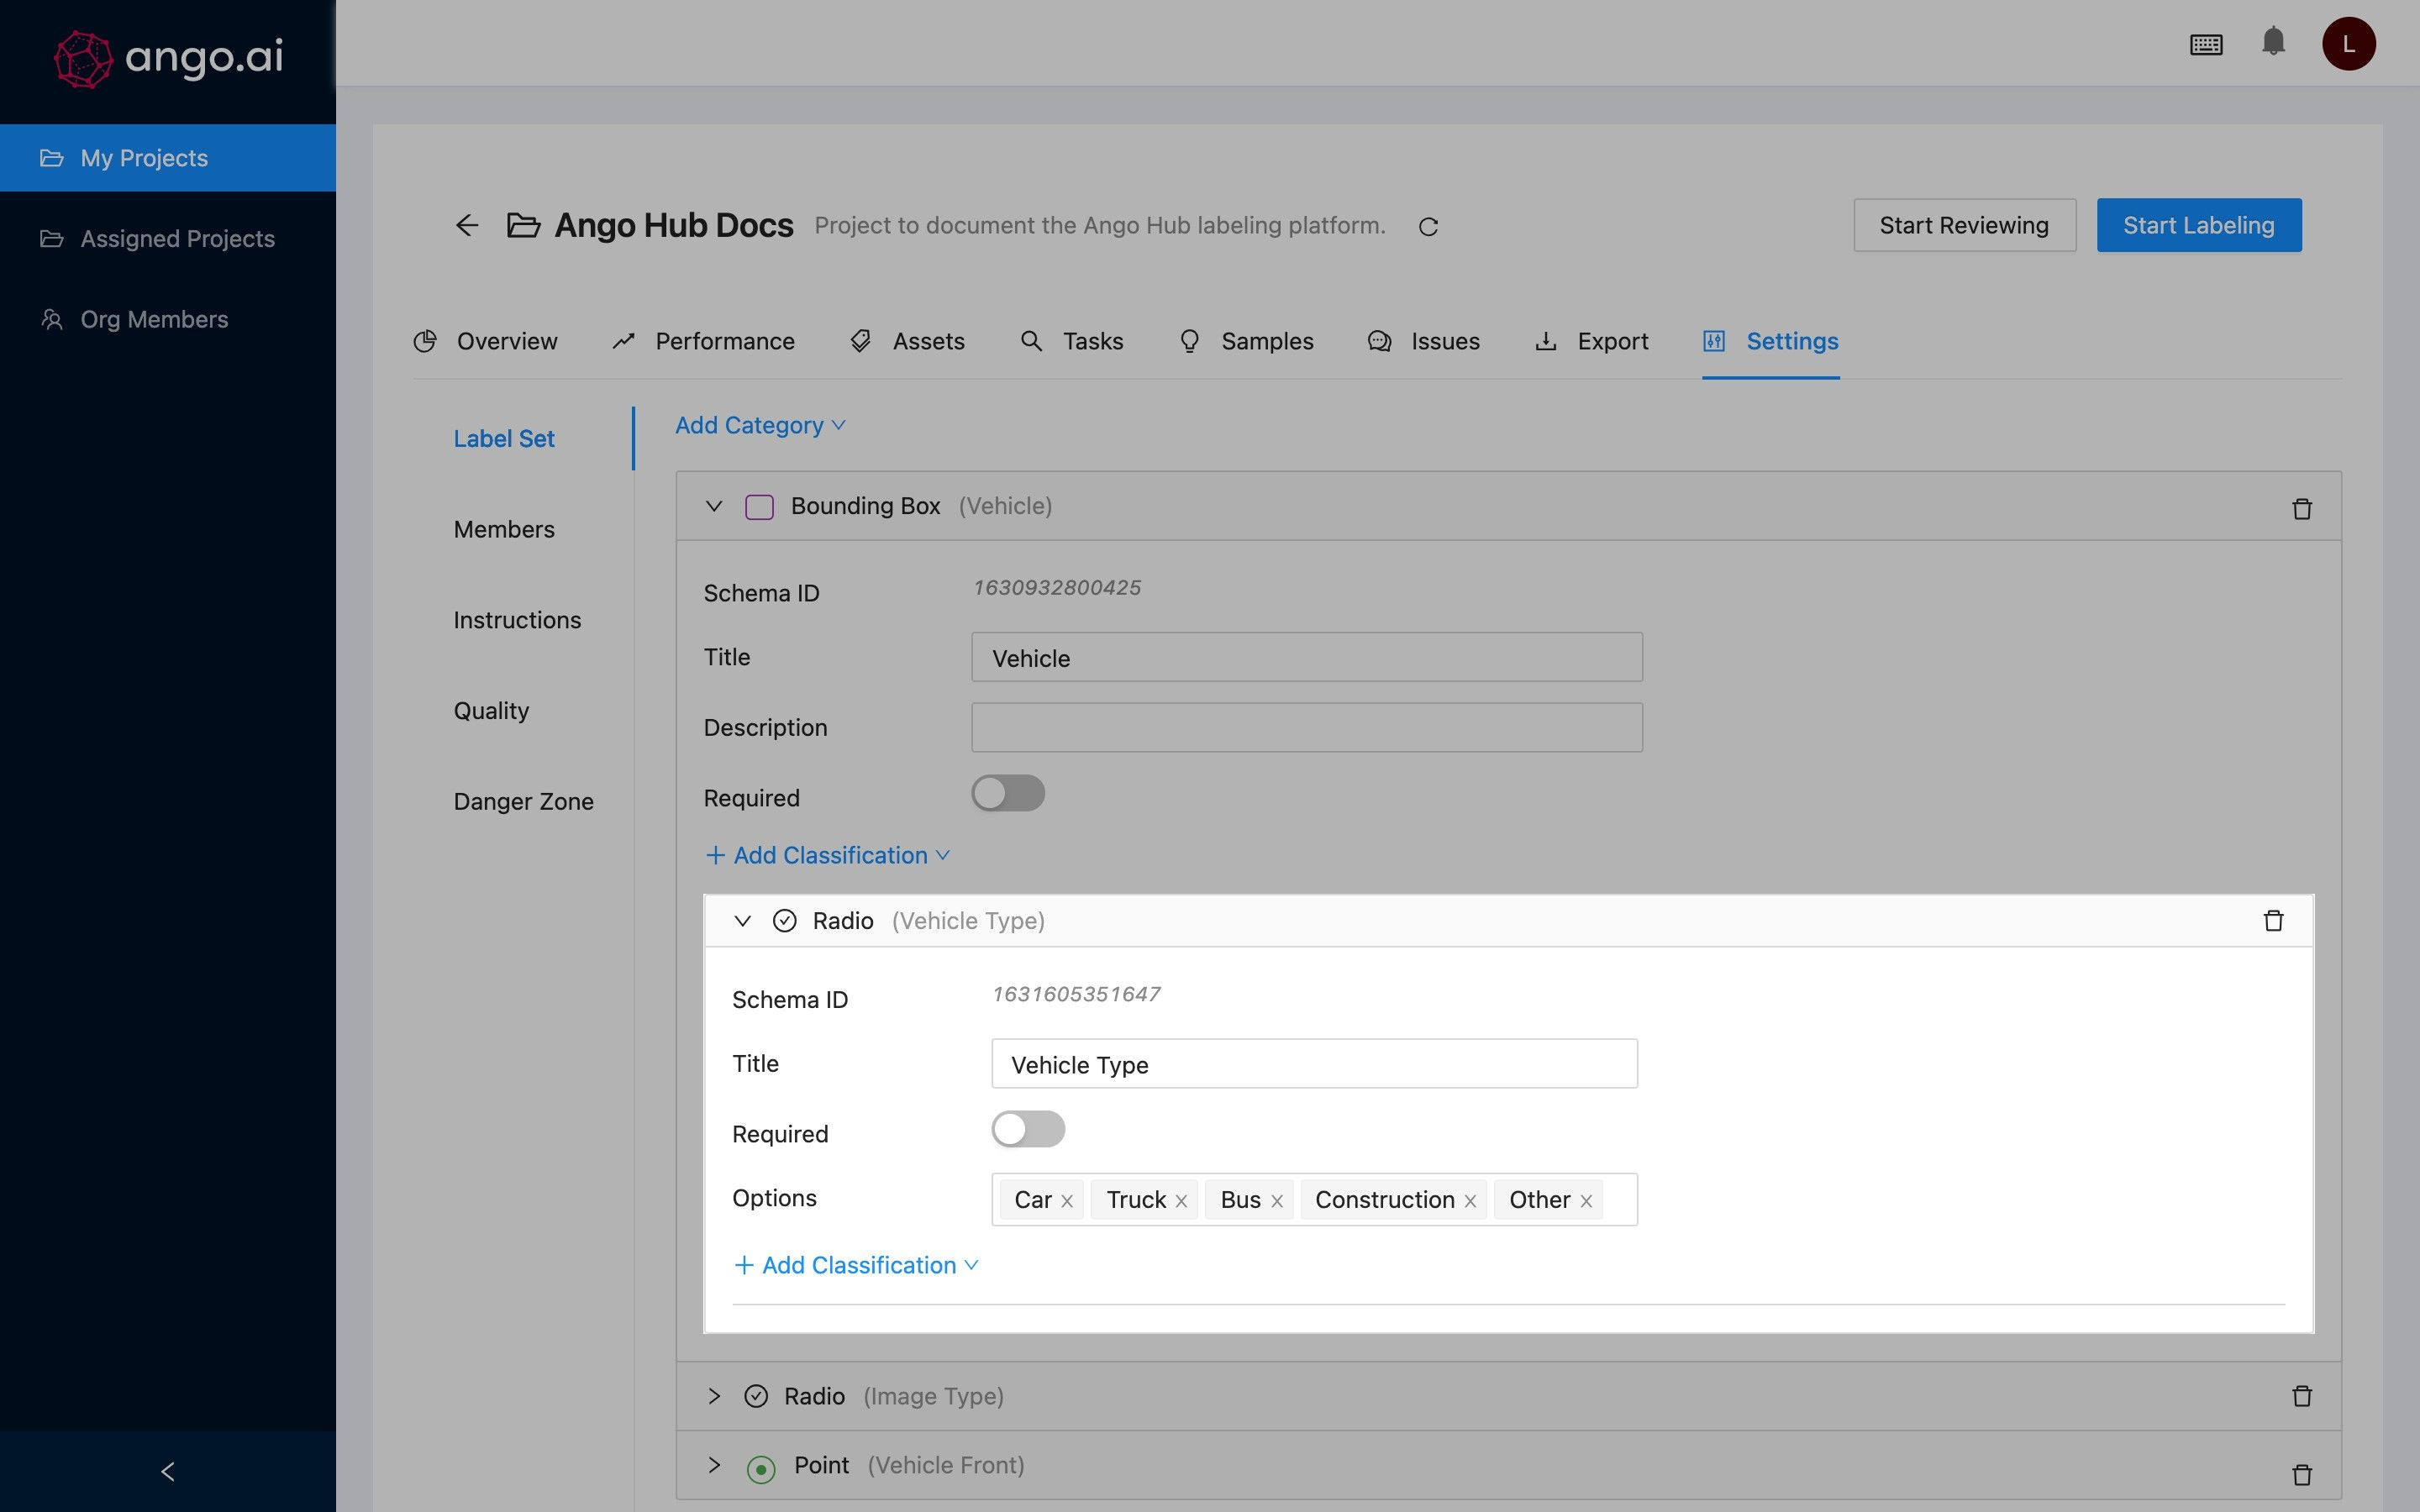 ango.ai
L
My Projects
Assigned Projects
Org Members
Ango Hub Docs Project to document the Ango Hub labeling platform.
Start Reviewing
Start Labeling
Overview
Performance
Assets
Tasks
Samples
Issues
Export
Settings
Label Set
Members
Instructions
Quality
Danger Zone
Add Category
Bounding Box (Vehicle)
Schema ID 1630932800425
Title Vehicle
Description
Required
+ Add Classification
Radio (Vehicle Type)
Schema ID 1631605351647
Title Vehicle Type
Required
Options Car Truck Bus Construction Other
+ Add Classification
Radio (Image Type)
Point (Vehicle Front)